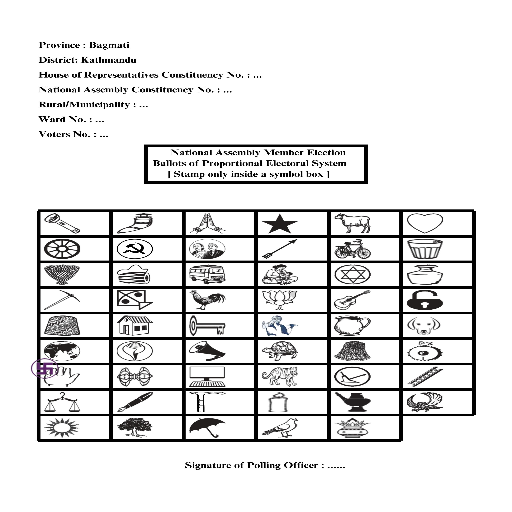 Province : Bagmati
District: Kathmandu
House of Representatives Constituency No. : ...
National Assembly Constituency No. : ...
Rural/Municipality : ...
Ward No. : ...
Voters No. : ...
National Assembly Member Election
Ballots of Proportional Electoral System
[ Stamp only inside a symbol box ]
Signature of Polling Officer : ......